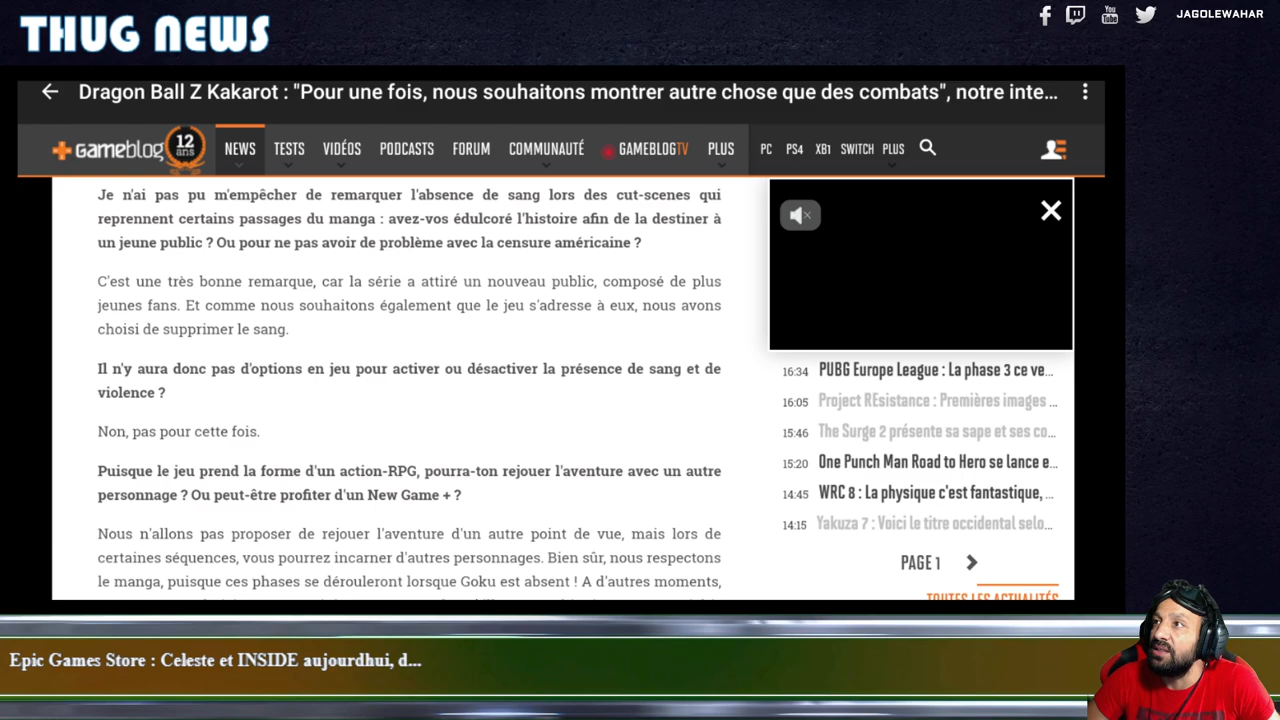 THUG NEWS
JAGOLEWAHAR
Dragon Ball Z Kakarot : "Pour une fois, nous souhaitons montrer autre chose que des combats", notre inte...
gameblog 12 ans NEWS TESTS VIDÉOS PODCASTS FORUM COMMUNAUTÉ GAMEBLOGTV PLUS PC PS4 XB1 SWITCH PLUS
Je n'ai pas pu m'empêcher de remarquer l'absence de sang lors des cut-scenes qui
reprennent certains passages du manga : avez-vos édulcoré l'histoire afin de la destiner à
un jeune public ? Ou pour ne pas avoir de problème avec la censure américaine ?
C'est une très bonne remarque, car la série a attiré un nouveau public, composé de plus
jeunes fans. Et comme nous souhaitons également que le jeu s'adresse à eux, nous avons
choisi de supprimer le sang.
Il n'y aura donc pas d'options en jeu pour activer ou désactiver la présence de sang et de
violence ?
Non, pas pour cette fois.
Puisque le jeu prend la forme d'un action-RPG, pourra-ton rejouer l'aventure avec un autre
personnage ? Ou peut-être profiter d'un New Game + ?
Nous n'allons pas proposer de rejouer l'aventure d'un autre point de vue, mais lors de
certaines séquences, vous pourrez incarner d'autres personnages. Bien sûr, nous respectons
le manga, puisque ces phases se dérouleront lorsque Goku est absent ! A d'autres moments,
16:34 PUBG Europe League : La phase 3 ce ve...
16:05 Project REsistance : Premières images ...
15:46 The Surge 2 présente sa sape et ses co...
15:20 One Punch Man Road to Hero se lance e...
14:45 WRC 8 : La physique c'est fantastique, ...
14:15 Yakuza 7 : Voici le titre occidental selo...
PAGE 1
TOUTES LES ACTUALITÉS
Epic Games Store : Celeste et INSIDE aujourdhui, d...